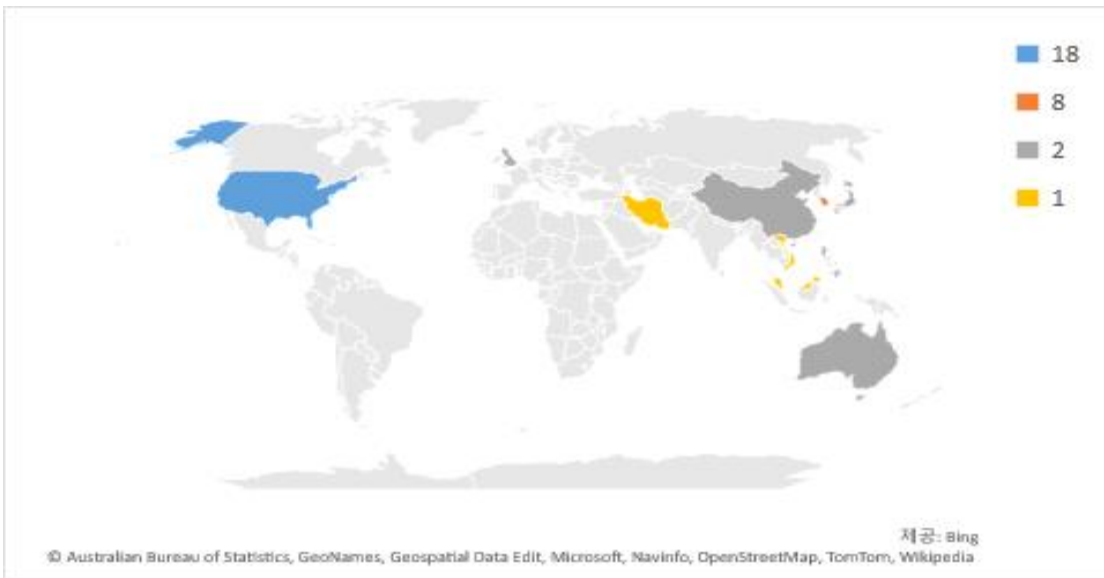 18
8
2
1
제공: Bing
© Australian Bureau of Statistics, GeoNames, Geospatial Data Edit, Microsoft, Navinfo, OpenStreetMap, TomTom, Wikipedia